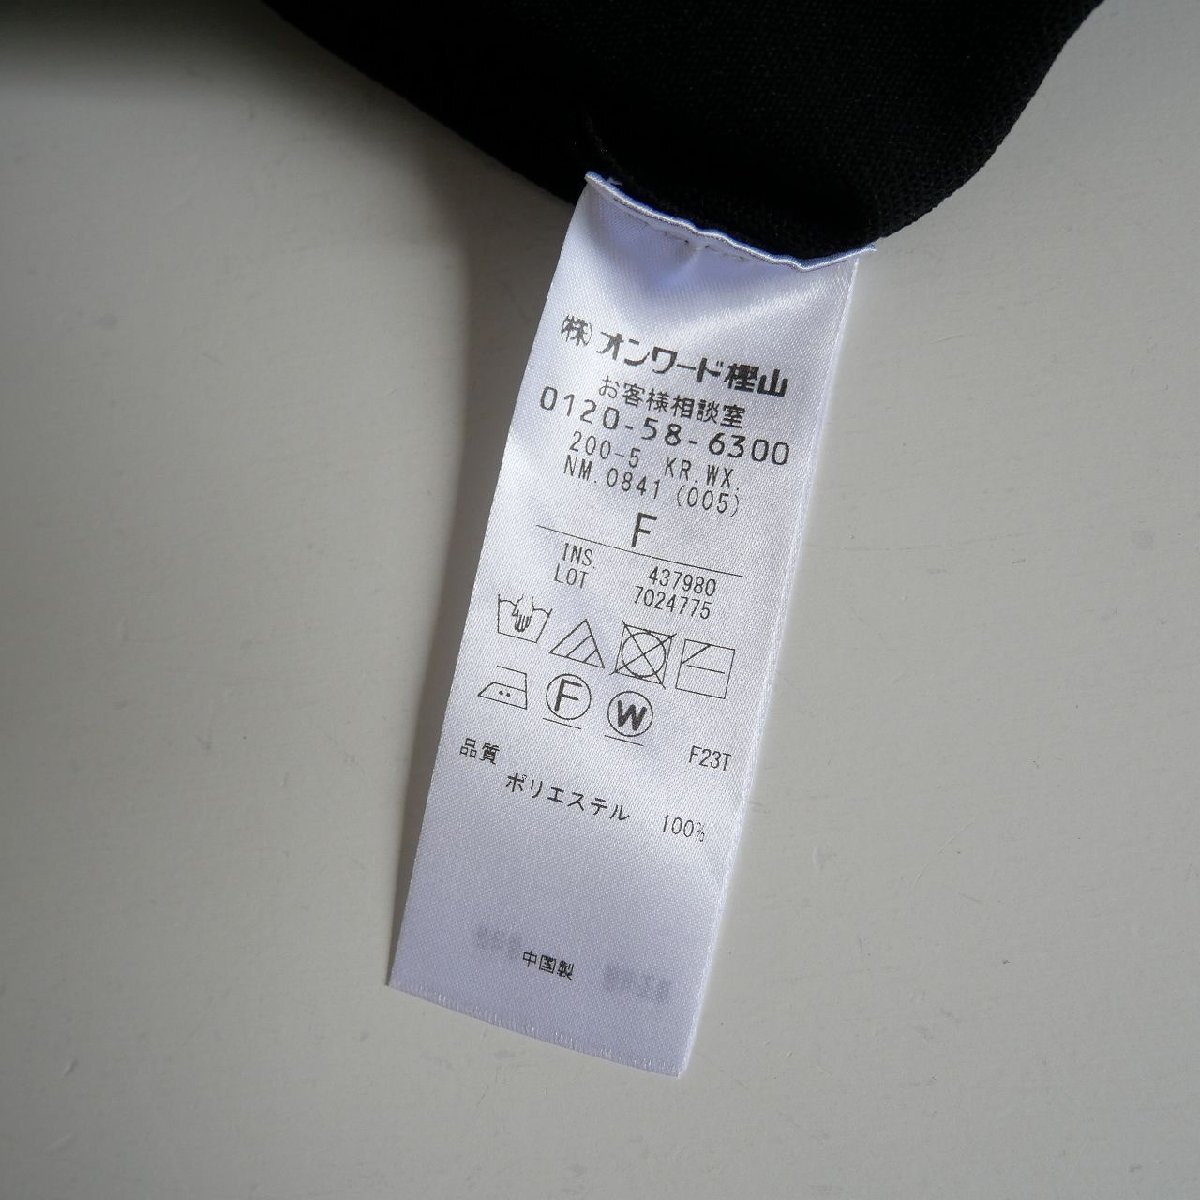 ㈱オンワード樫山
お客様相談室
0120-58-6300
200-5 KR.WX.
NM.0841 (005)
F
INS. 437980
LOT 7024775
F W
F23T
品質
ポリエステル 100%
中国製